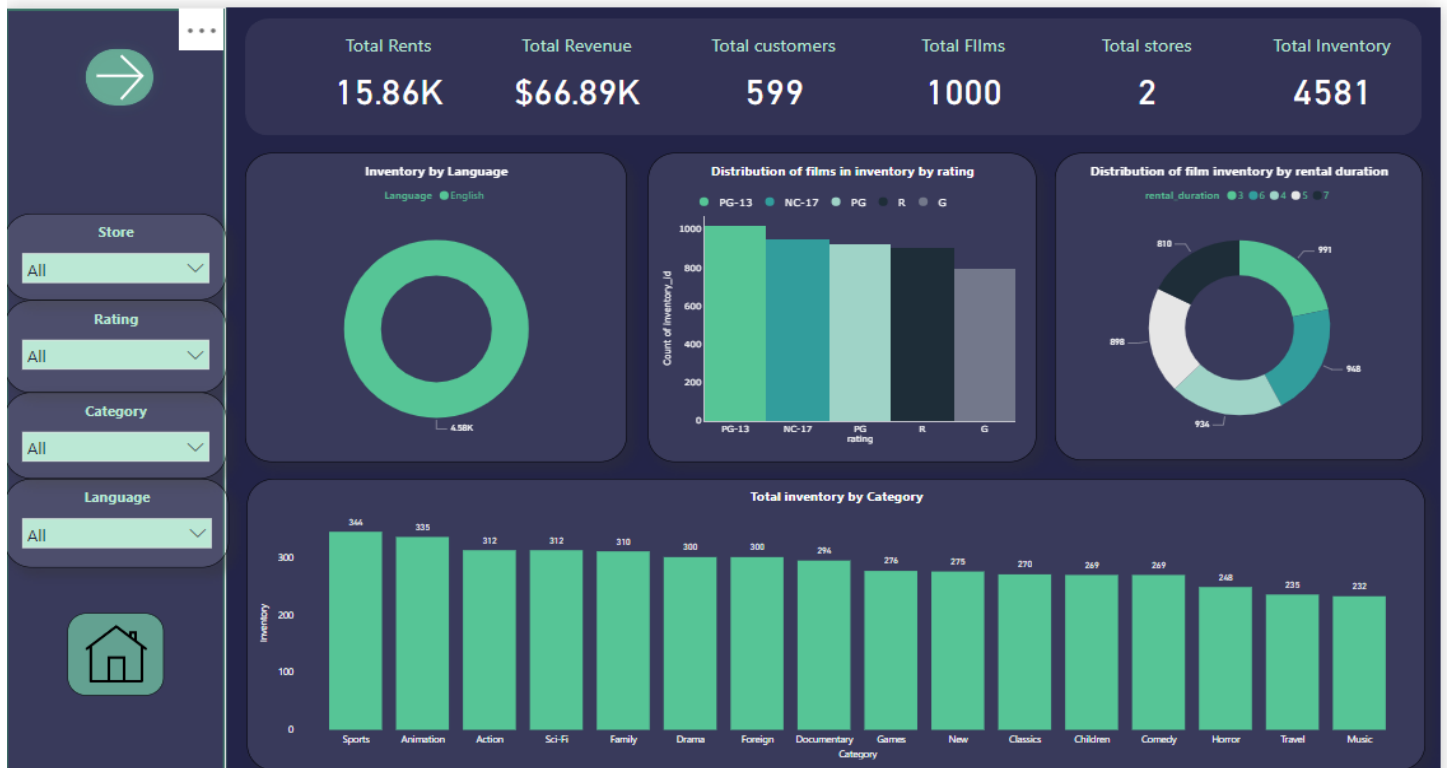 ...
Store
All
Rating
All
Category
All
Language
All
Total Rents
15.86K
Total Revenue
$66.89K
Total customers
599
Total FIlms
1000
Total stores
2
Total Inventory
4581
Inventory by Language
Language English
4.58K
Distribution of films in inventory by rating
PG-13 NC-17 PG R G
Count of inventory_id
1000
800
600
400
200
0
PG-13 NC-17 PG R G
rating
Distribution of film inventory by rental duration
rental_duration 3 6 4 5 7
810
991
898
948
934
Total inventory by Category
Inventory
300
200
100
0
344 335 312 312 310 300 300 294 276 275 270 269 269 248 235 232
Sports Animation Action Sci-Fi Family Drama Foreign Documentary Games New Classics Children Comedy Horror Travel Music
Category